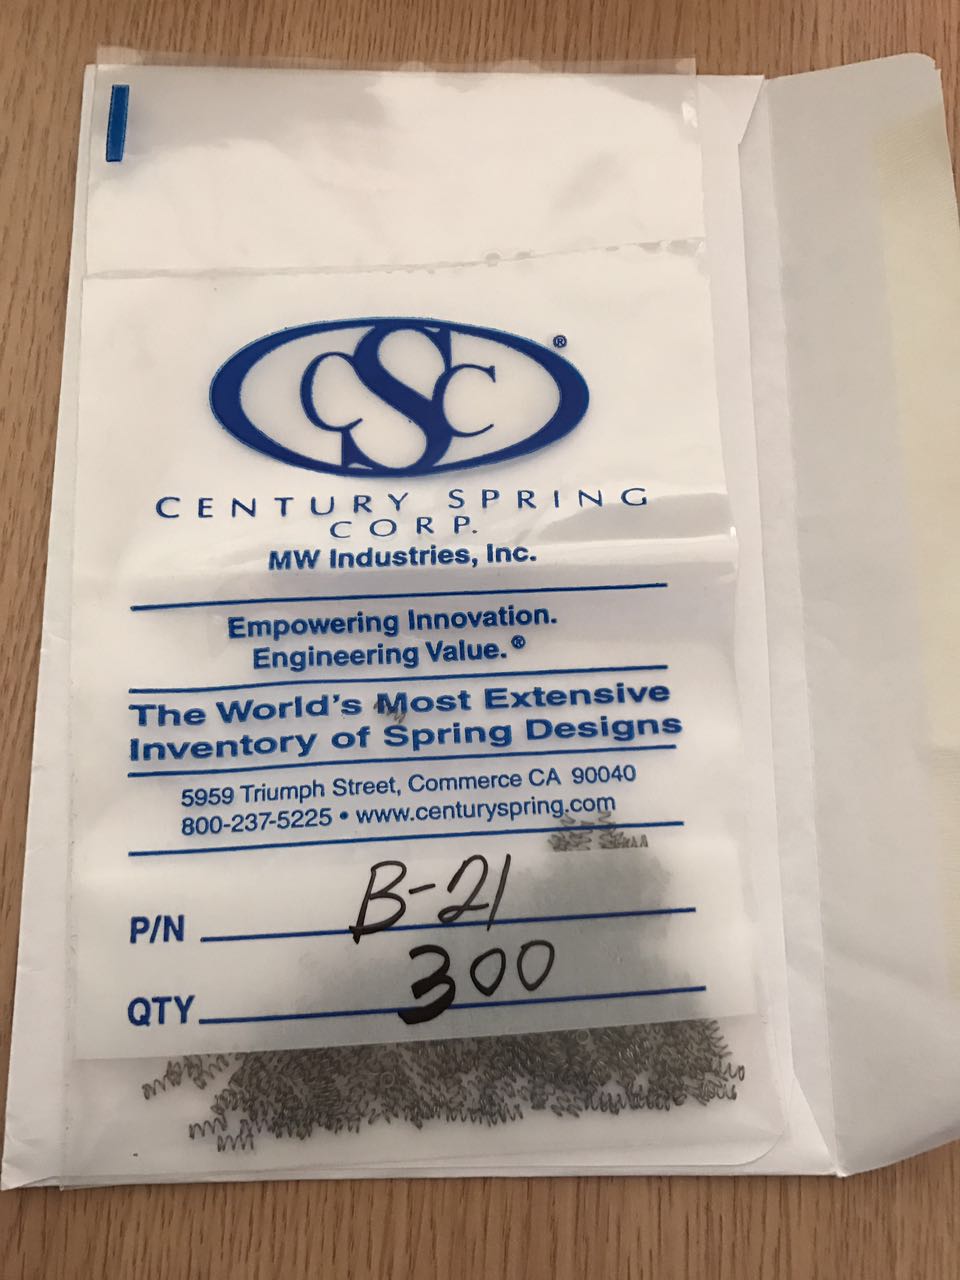 CSC®
CENTURY SPRING
CORP.
MW Industries, Inc.
Empowering Innovation.
Engineering Value.®
The World's Most Extensive
Inventory of Spring Designs
5959 Triumph Street, Commerce CA 90040
800-237-5225 • www.centuryspring.com
P/N B-21
QTY 300